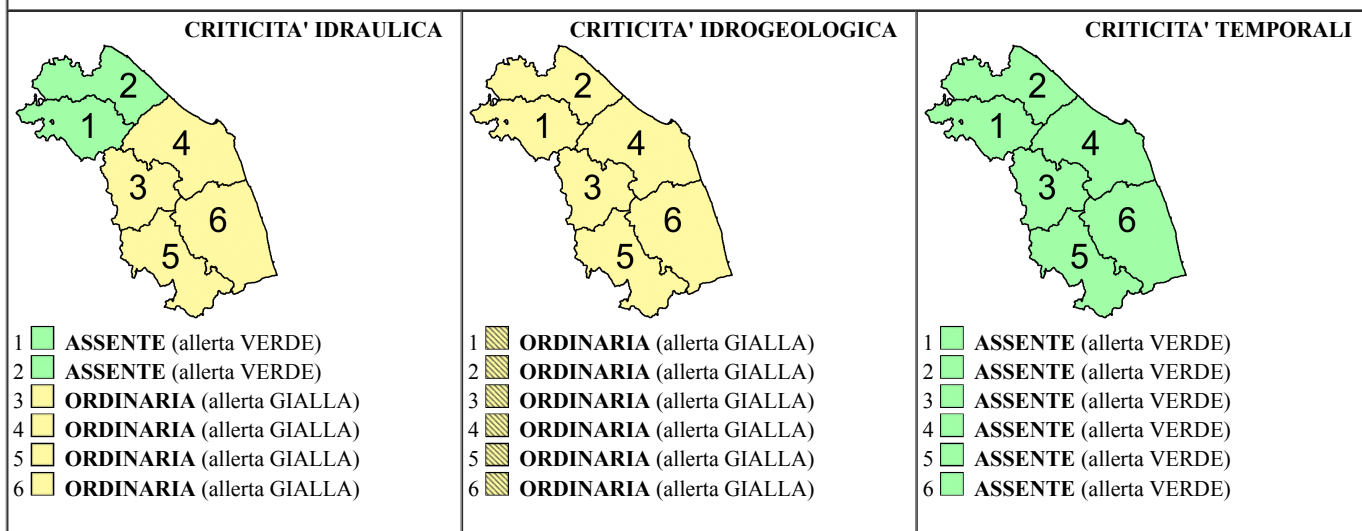 CRITICITA' IDRAULICA
2
1
4
3
6
5
1 ASSENTE (allerta VERDE)
2 ASSENTE (allerta VERDE)
3 ORDINARIA (allerta GIALLA)
4 ORDINARIA (allerta GIALLA)
5 ORDINARIA (allerta GIALLA)
6 ORDINARIA (allerta GIALLA)
CRITICITA' IDROGEOLOGICA
2
1
4
3
6
5
1 ORDINARIA (allerta GIALLA)
2 ORDINARIA (allerta GIALLA)
3 ORDINARIA (allerta GIALLA)
4 ORDINARIA (allerta GIALLA)
5 ORDINARIA (allerta GIALLA)
6 ORDINARIA (allerta GIALLA)
CRITICITA' TEMPORALI
2
1
4
3
6
5
1 ASSENTE (allerta VERDE)
2 ASSENTE (allerta VERDE)
3 ASSENTE (allerta VERDE)
4 ASSENTE (allerta VERDE)
5 ASSENTE (allerta VERDE)
6 ASSENTE (allerta VERDE)